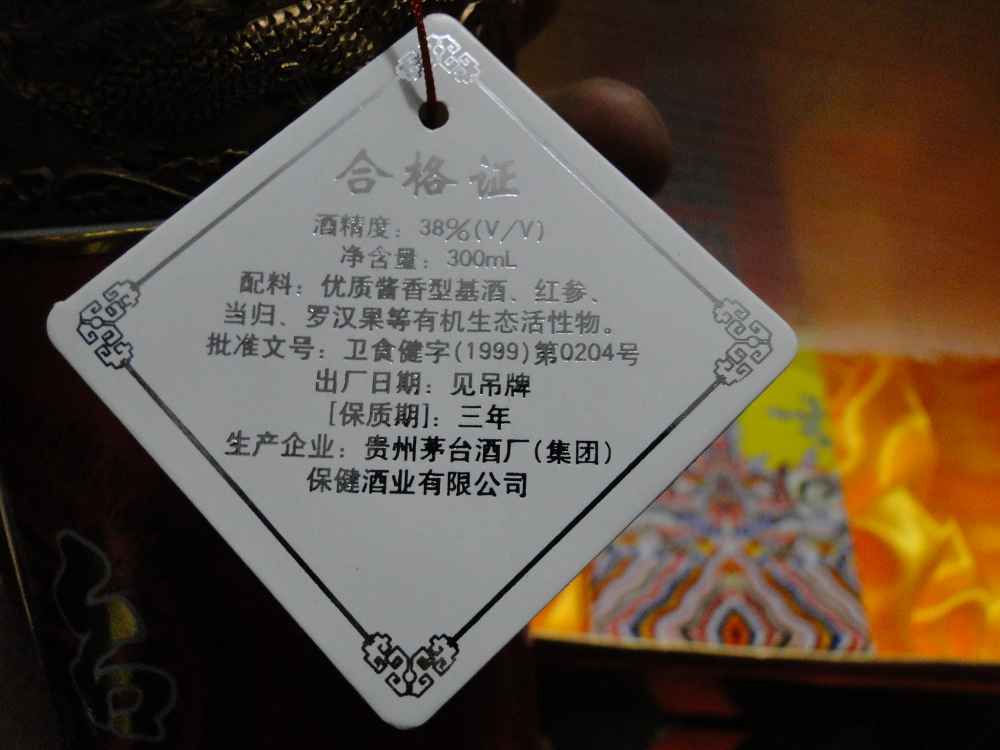 合格证
酒精度：38%(V/V)
净含量：300mL
配料：优质酱香型基酒、红参、
当归、罗汉果等有机生态活性物。
批准文号：卫食健字(1999)第0204号
出厂日期：见吊牌
[保质期]：三年
生产企业：贵州茅台酒厂(集团)
保健酒业有限公司